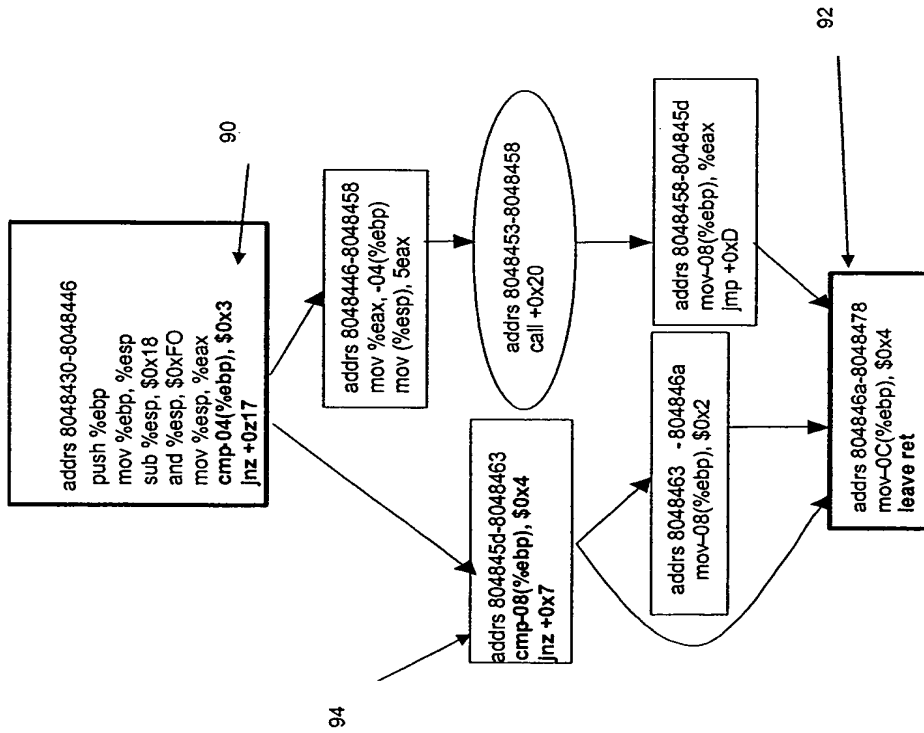 90
addrs 8048430-8048446
push %ebp
mov %ebp, %esp
sub %esp, $0x18
and %esp, $0xFO
mov %esp, %eax
cmp-04(%ebp), $0x3
jnz +0z17
addrs 8048446-8048458
mov %eax, -04(%ebp)
mov (%esp), 5eax
addrs 8048453-8048458
call +0x20
addrs 8048458-804845d
mov-08(%ebp), %eax
jmp +0xD
94
addrs 804845d-8048463
cmp-08(%ebp), $0x4
jnz +0x7
addrs 8048463 - 804846a
mov-08(%ebp), $0x2
92
addrs 804846a-8048478
mov-0C(%ebp), $0x4
leave ret